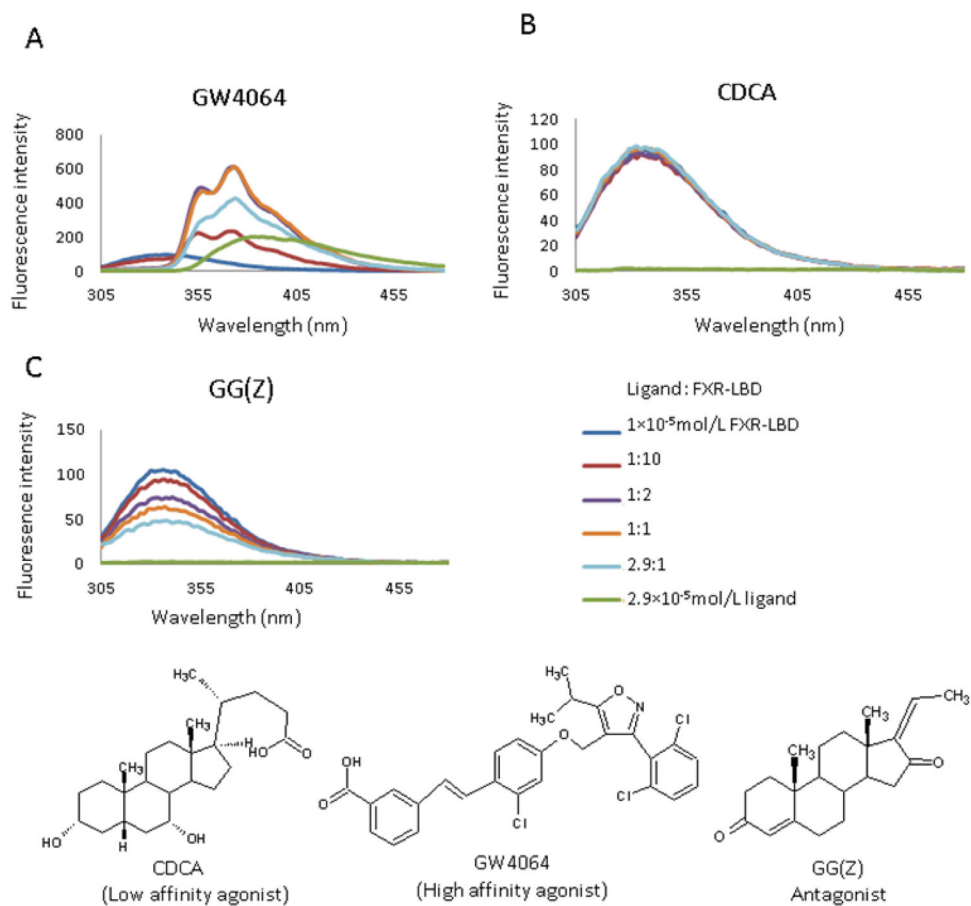 A
GW4064
Fluorescence intensity
800
600
400
200
0
305
355
405
455
Wavelength (nm)
B
CDCA
Fluorescence intensity
120
100
80
60
40
20
0
305
355
405
455
Wavelength (nm)
C
GG(Z)
Fluoresence intensity
150
100
50
0
305
355
405
455
Wavelength (nm)
Ligand: FXR-LBD
1×10⁻⁵mol/L FXR-LBD
1:10
1:2
1:1
2.9:1
2.9×10⁻⁵mol/L ligand
H₃C
CH₃
H
HO
O
CH₃
HO
H
OH
CDCA
(Low affinity agonist)
CH₃
H₃C
O
N
Cl
O
OH
O
Cl
Cl
GW4064
(High affinity agonist)
CH₃
CH₃
CH₃
O
O
GG(Z)
Antagonist